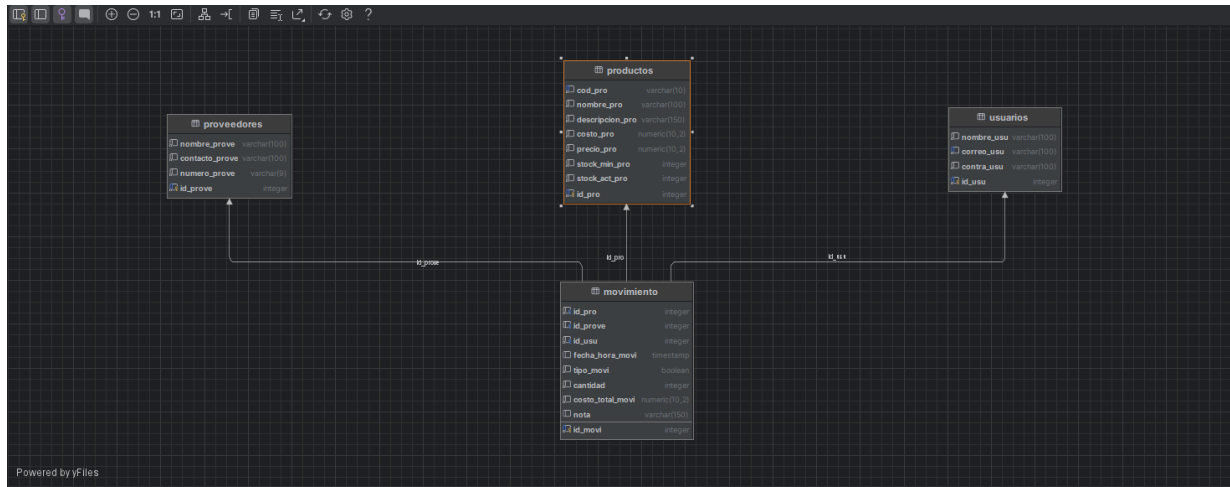 1:1
?
productos
cod_pro varchar(10)
nombre_pro varchar(100)
descripcion_pro varchar(150)
costo_pro numeric(10,2)
precio_pro numeric(10,2)
stock_min_pro integer
stock_act_pro integer
id_pro integer
proveedores
nombre_prove varchar(100)
contacto_prove varchar(100)
numero_prove varchar(9)
id_prove integer
usuarios
nombre_usu varchar(100)
correo_usu varchar(100)
contra_usu varchar(100)
id_usu integer
id_prove
id_pro
id_usu
movimiento
id_pro integer
id_prove integer
id_usu integer
fecha_hora_movi timestamp
tipo_movi boolean
cantidad integer
costo_total_movi numeric(10,2)
nota varchar(150)
id_movi integer
Powered by yFiles